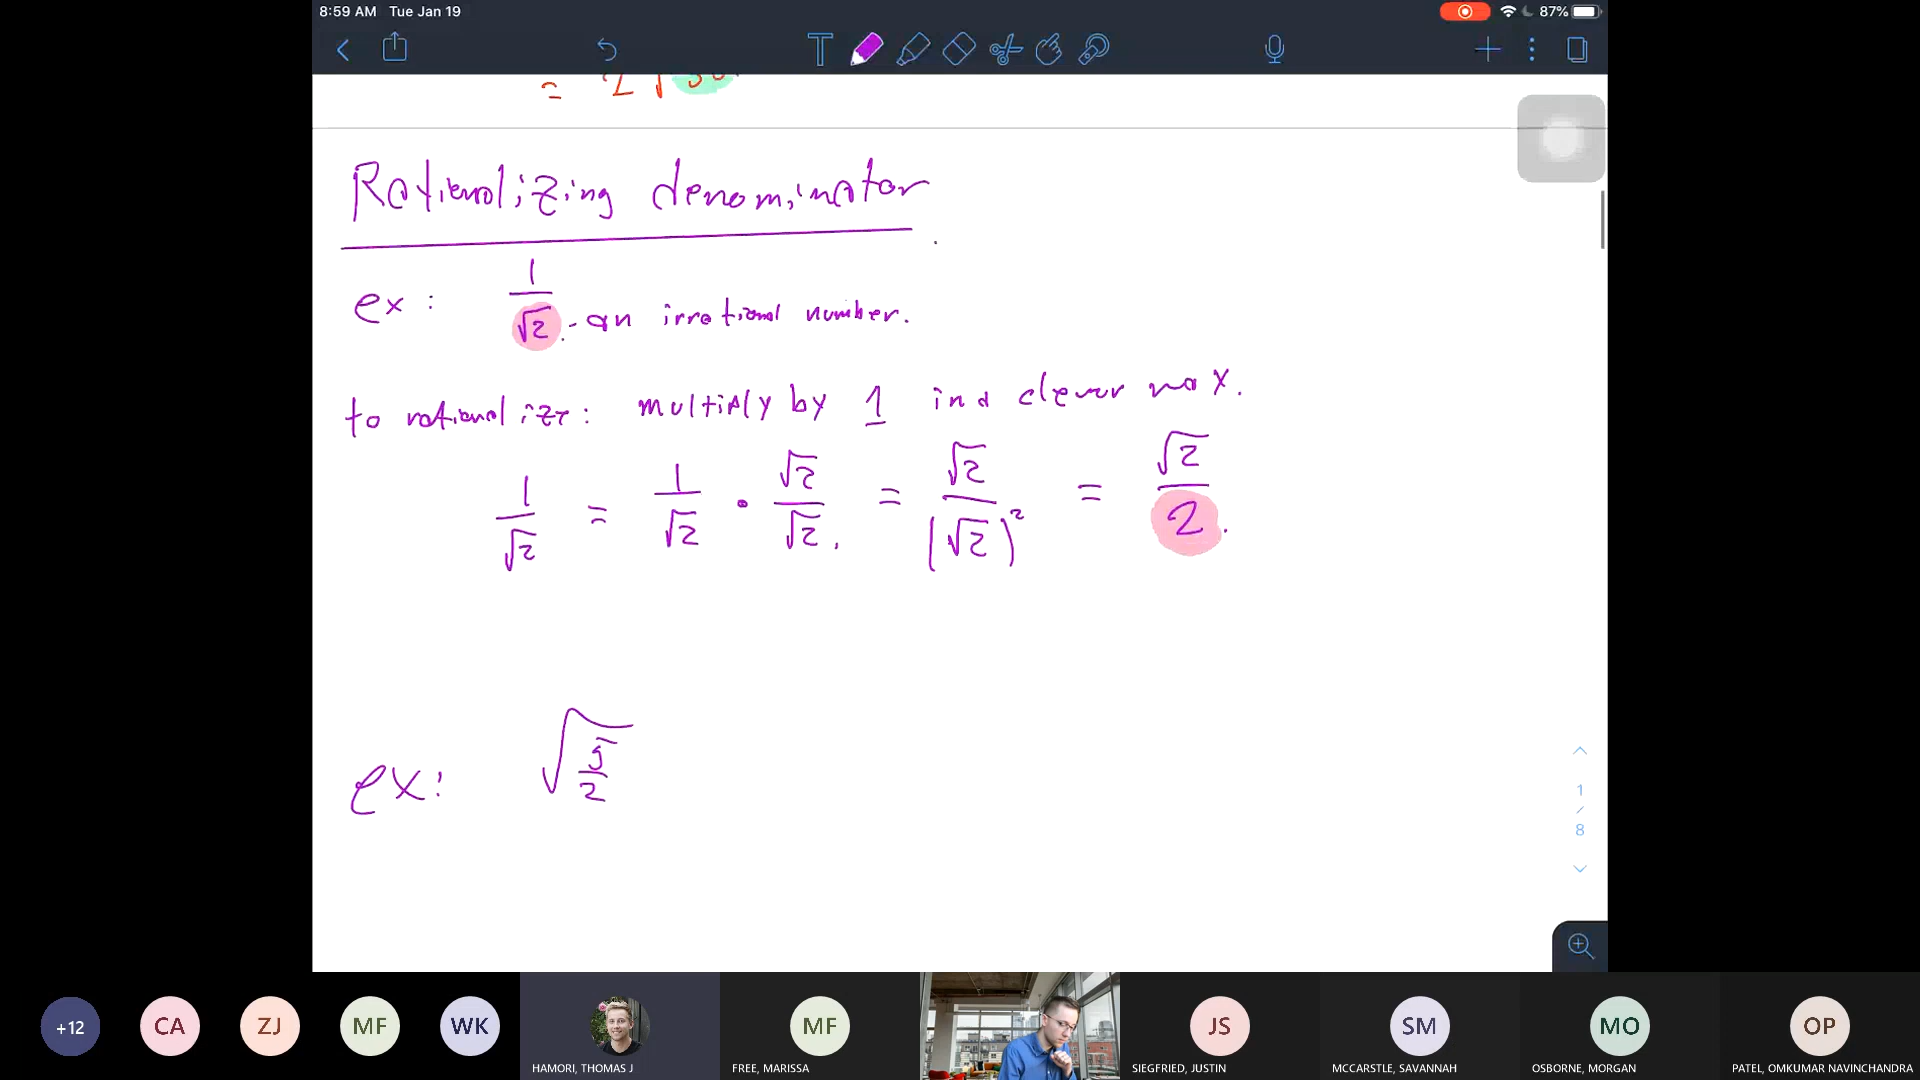 8:59 AM Tue Jan 19
87%
T
Rationalizing denominator
ex: 1/√2 - an irrational number.
to rationalize: multiply by 1 in a clever way.
1/√2 = 1/√2 · √2/√2 = √2/(√2)² = √2/2.
ex: √(5/2)
1
/
8
+12 CA ZJ MF WK MF JS SM MO OP
HAMORI, THOMAS J FREE, MARISSA SIEGFRIED, JUSTIN MCCARSTLE, SAVANNAH OSBORNE, MORGAN PATEL, OMKUMAR NAVINCHANDRA